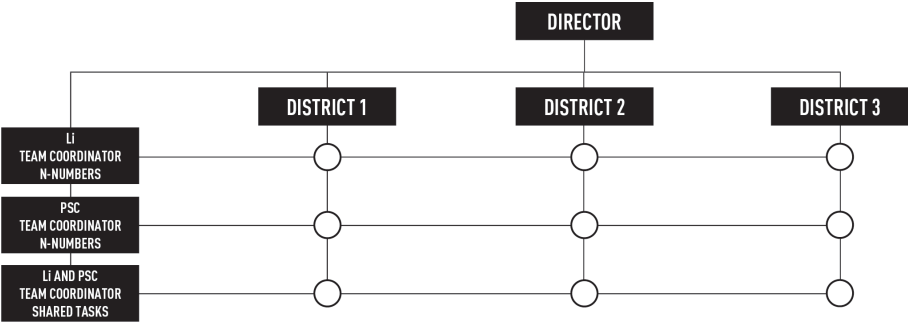 DIRECTOR
DISTRICT 1
DISTRICT 2
DISTRICT 3
Li
TEAM COORDINATOR
N-NUMBERS
PSC
TEAM COORDINATOR
N-NUMBERS
Li AND PSC
TEAM COORDINATOR
SHARED TASKS